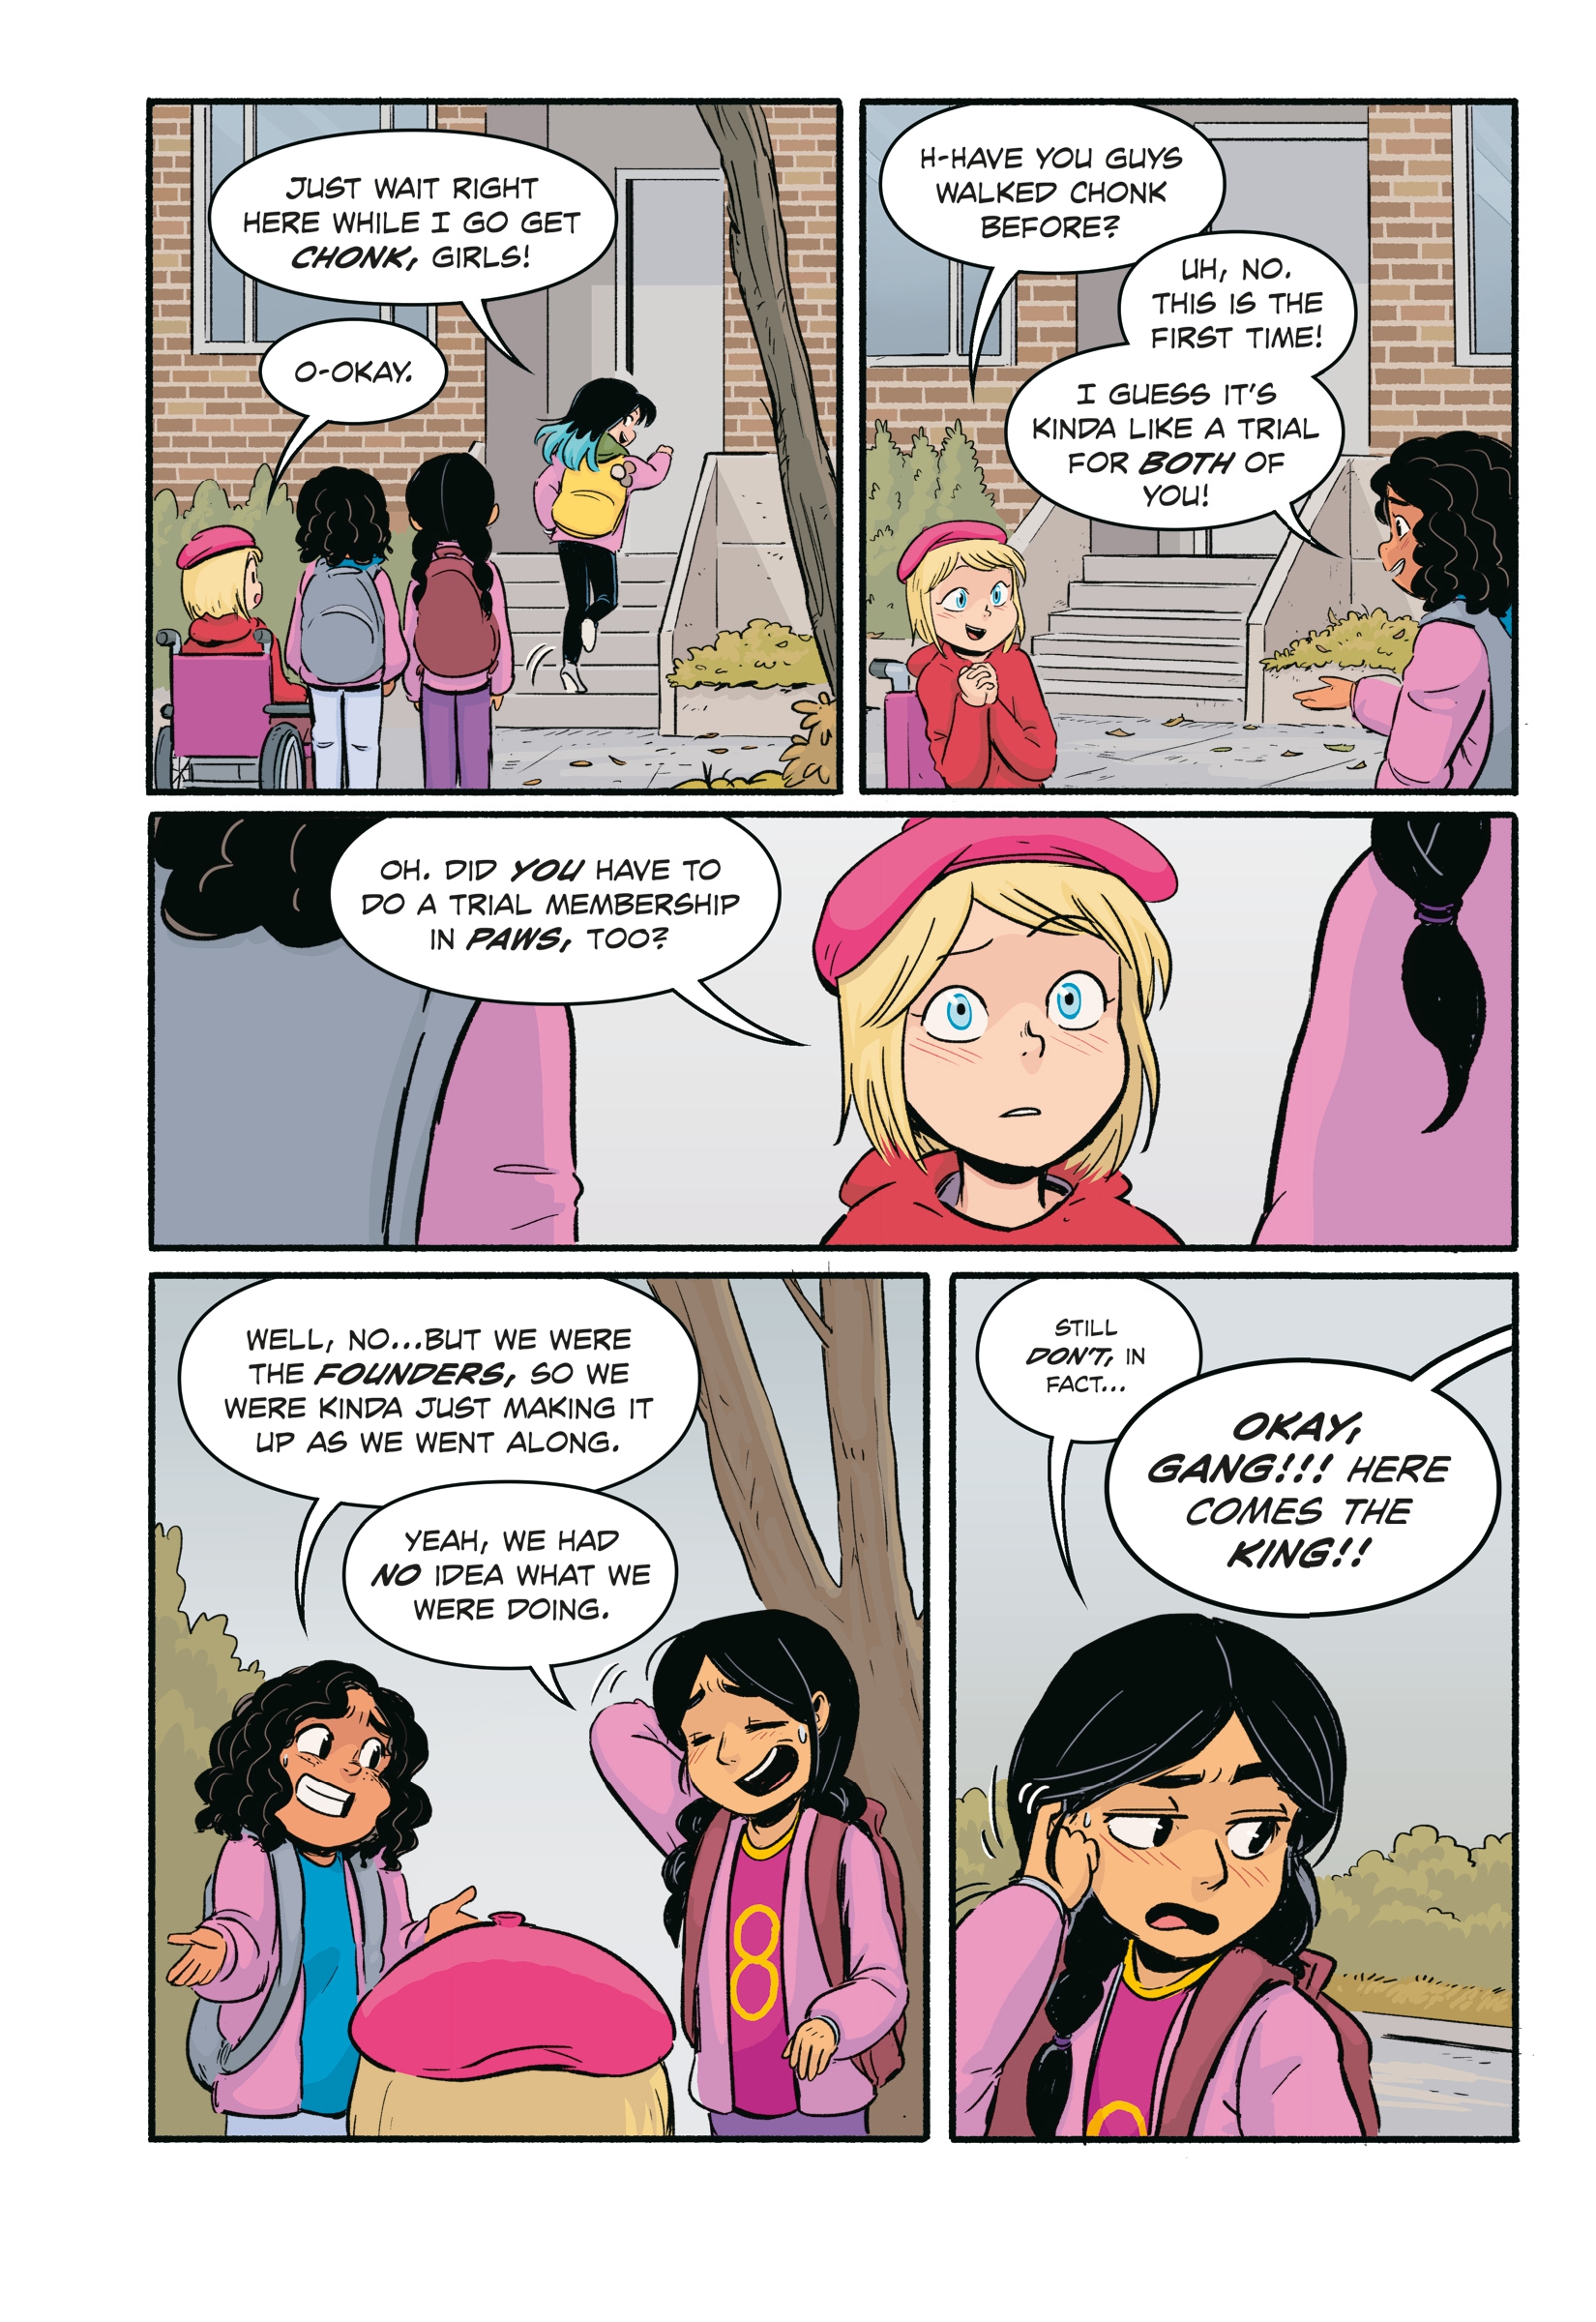 JUST WAIT RIGHT
HERE WHILE I GO GET
CHONK, GIRLS!
O-OKAY.
H-HAVE YOU GUYS
WALKED CHONK
BEFORE?
UH, NO.
THIS IS THE
FIRST TIME!
I GUESS IT'S
KINDA LIKE A TRIAL
FOR BOTH OF
YOU!
OH. DID YOU HAVE TO
DO A TRIAL MEMBERSHIP
IN PAWS, TOO?
WELL, NO...BUT WE WERE
THE FOUNDERS, SO WE
WERE KINDA JUST MAKING IT
UP AS WE WENT ALONG.
YEAH, WE HAD
NO IDEA WHAT WE
WERE DOING.
8
STILL
DON'T, IN
FACT...
OKAY,
GANG!!! HERE
COMES THE
KING!!